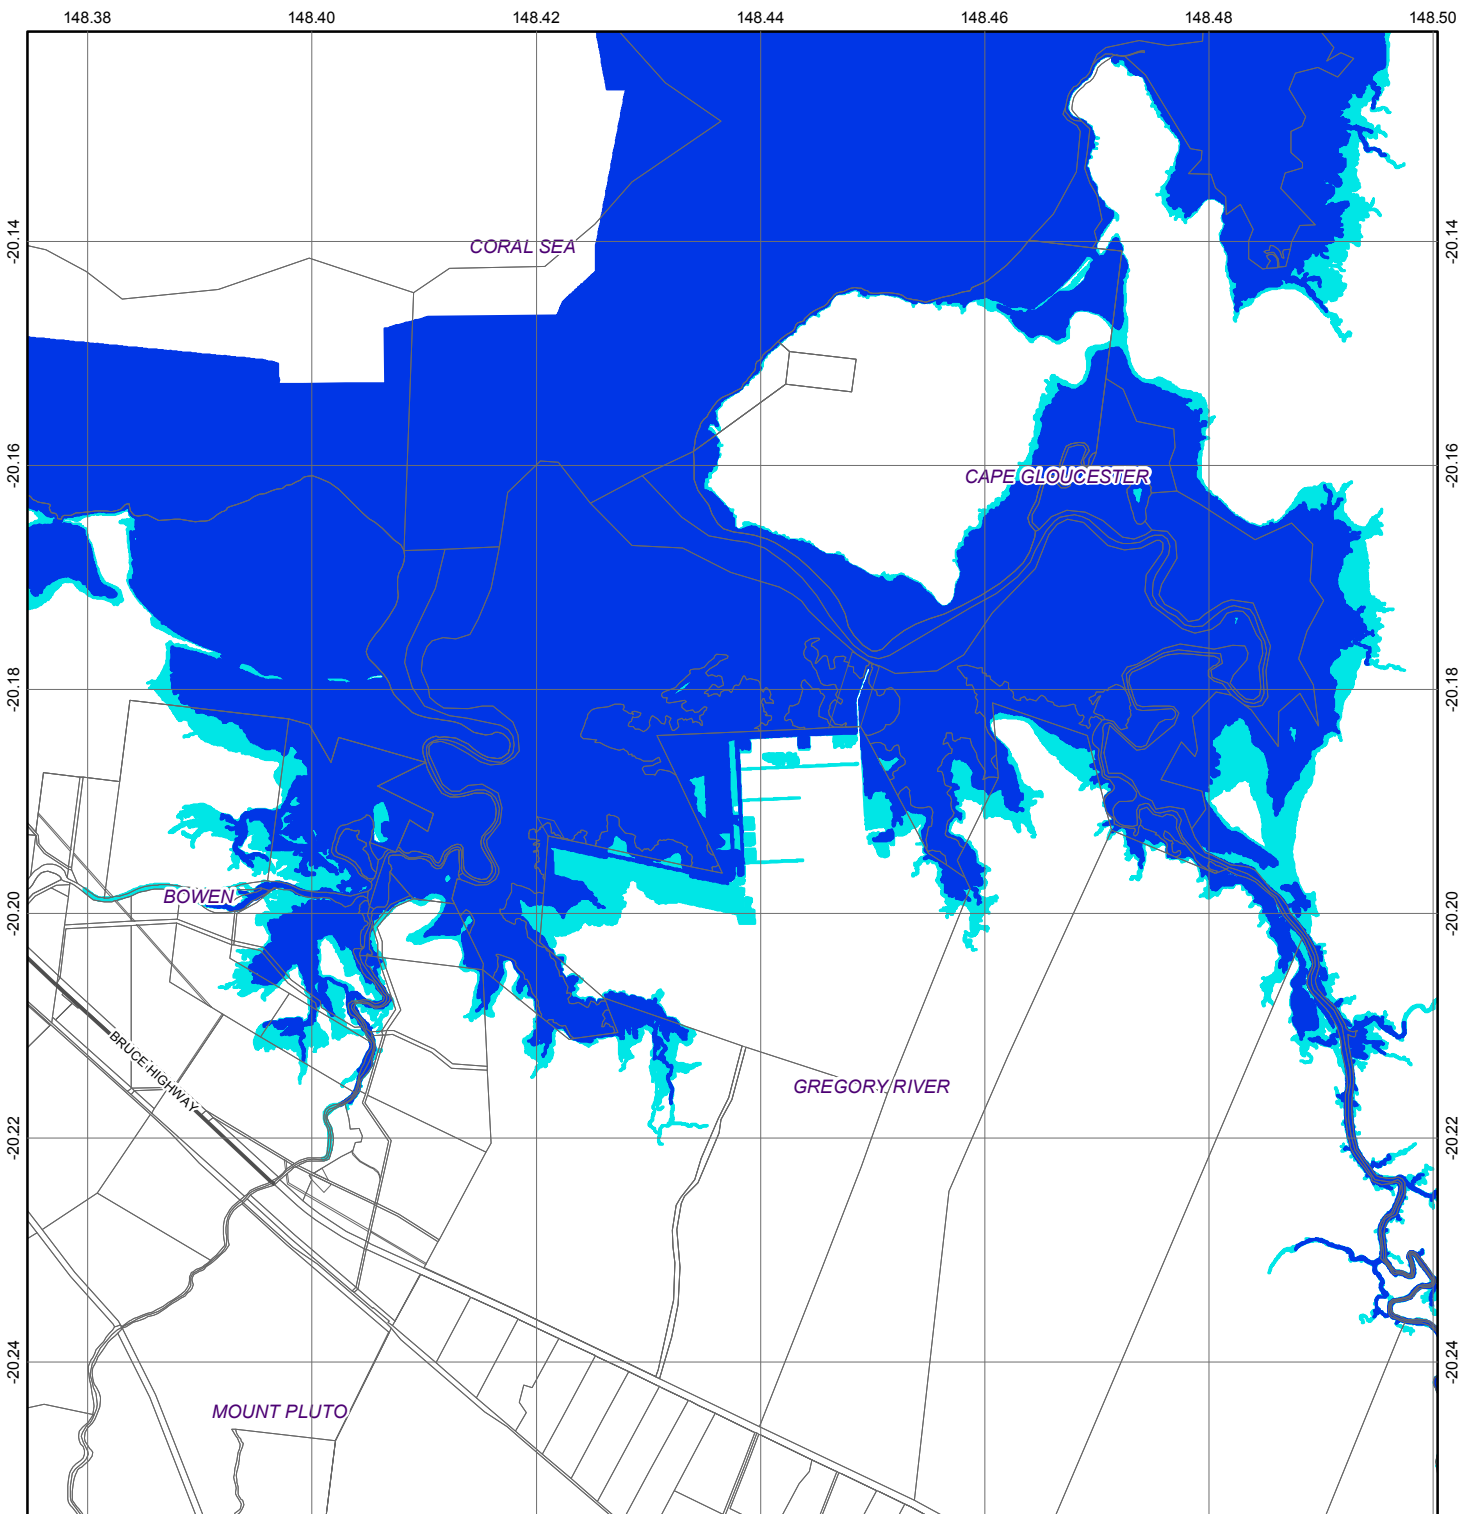 148.38 148.40 148.42 148.44 148.46 148.48 148.50
-20.14 -20.14
CORAL SEA
-20.16 -20.16
CAPE GLOUCESTER
-20.18 -20.18
BOWEN
-20.20 -20.20
BRUCE HIGHWAY
GREGORY RIVER
-20.22 -20.22
-20.24 -20.24
MOUNT PLUTO